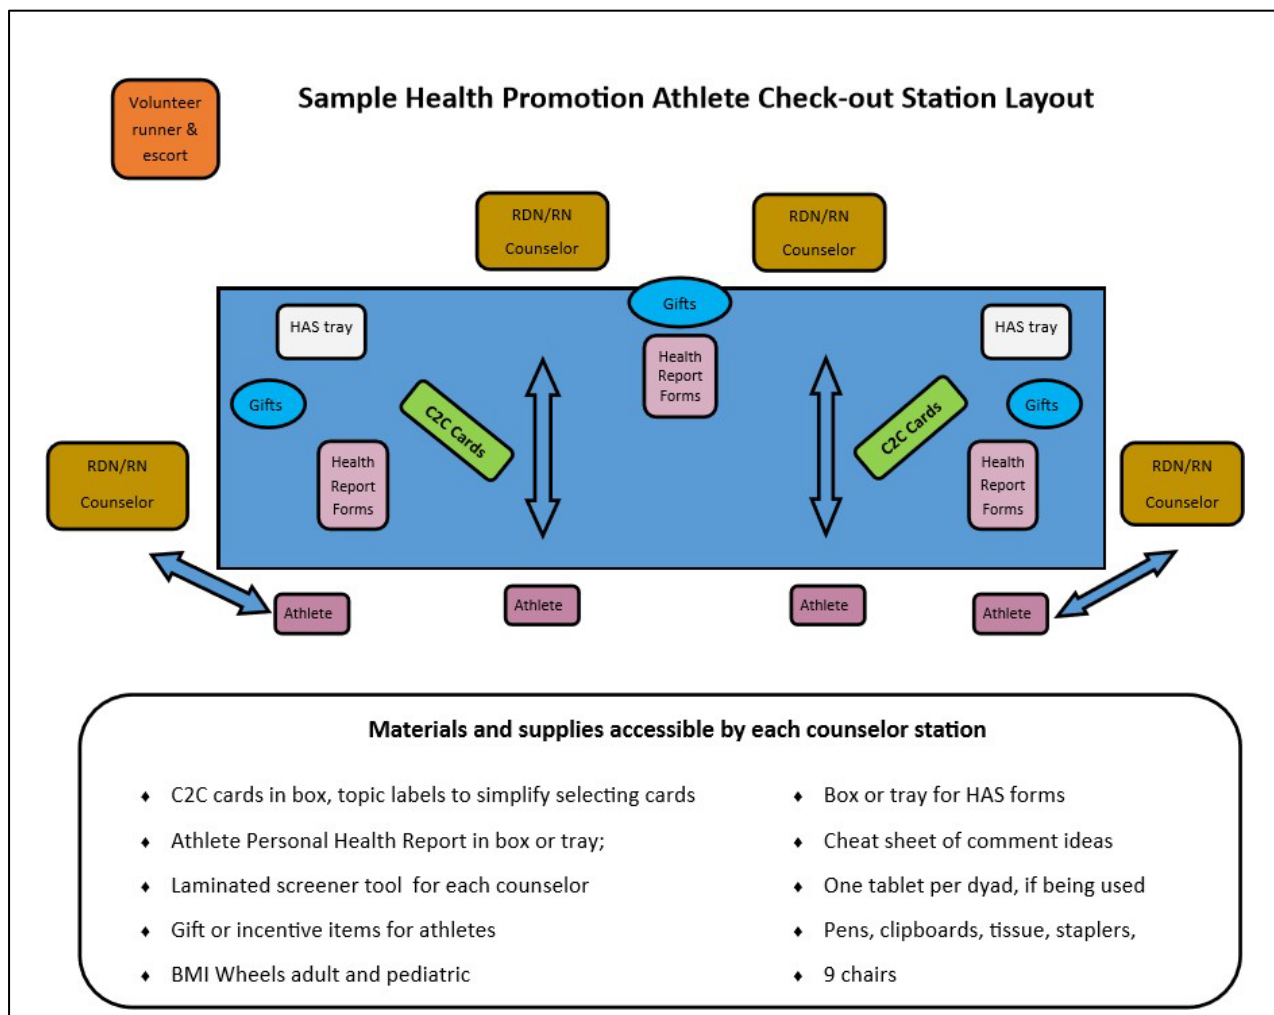 Sample Health Promotion Athlete Check-out Station Layout
Volunteer
runner &
escort
RDN/RN
Counselor
RDN/RN
Counselor
Gifts
HAS tray
HAS tray
Health
Report
Forms
Gifts
C2C Cards
C2C Cards
Gifts
Health
Report
Forms
Health
Report
Forms
RDN/RN
Counselor
RDN/RN
Counselor
Athlete
Athlete
Athlete
Athlete
Materials and supplies accessible by each counselor station
♦ C2C cards in box, topic labels to simplify selecting cards
♦ Athlete Personal Health Report in box or tray;
♦ Laminated screener tool  for each counselor
♦ Gift or incentive items for athletes
♦ BMI Wheels adult and pediatric
♦ Box or tray for HAS forms
♦ Cheat sheet of comment ideas
♦ One tablet per dyad, if being used
♦ Pens, clipboards, tissue, staplers,
♦ 9 chairs